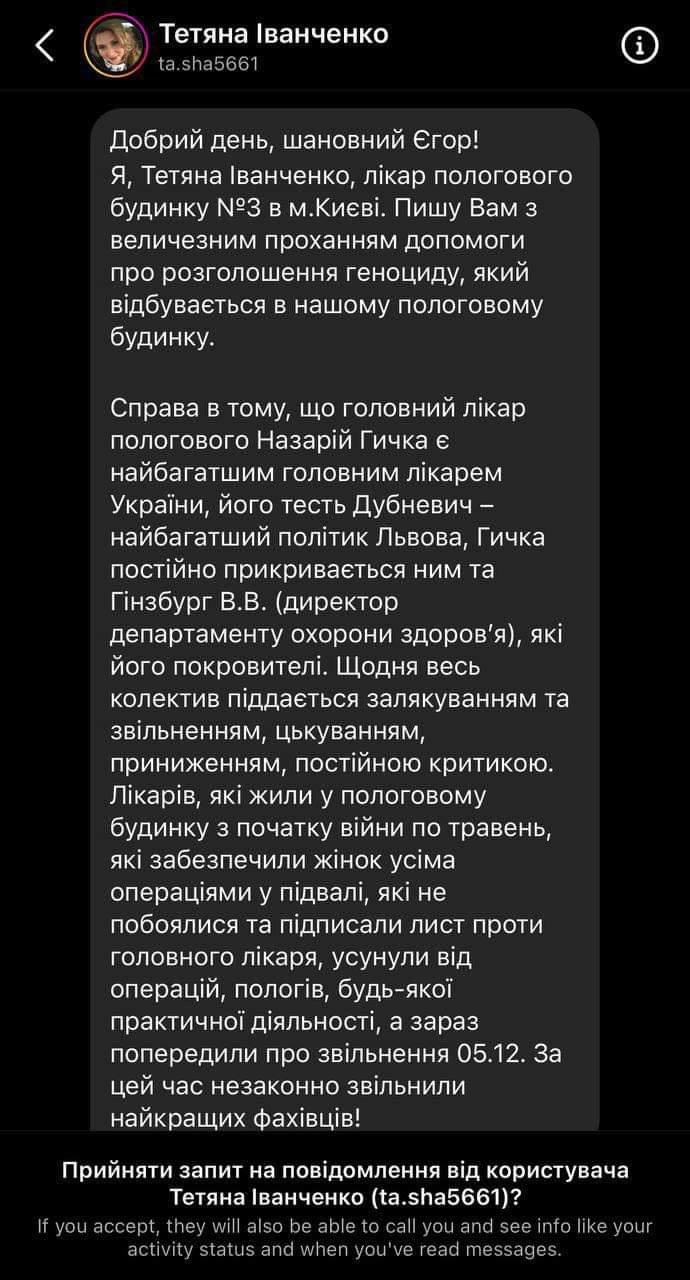 Тетяна Іванченко
ta.sha5661
Добрий день, шановний Єгор!
Я, Тетяна Іванченко, лікар пологового
будинку №3 в м.Києві. Пишу Вам з
величезним проханням допомоги
про розголошення геноциду, який
відбувається в нашому пологовому
будинку.
Справа в тому, що головний лікар
пологового Назарій Гичка є
найбагатшим головним лікарем
України, його тесть Дубневич –
найбагатший політик Львова, Гичка
постійно прикривається ним та
Гінзбург В.В. (директор
департаменту охорони здоров’я), які
його покровителі. Щодня весь
колектив піддається залякуванням та
звільненням, цькуванням,
приниженням, постійною критикою.
Лікарів, які жили у пологовому
будинку з початку війни по травень,
які забезпечили жінок усіма
операціями у підвалі, які не
побоялися та підписали лист проти
головного лікаря, усунули від
операцій, пологів, будь-якої
практичної діяльності, а зараз
попередили про звільнення 05.12. За
цей час незаконно звільнили
найкращих фахівців!
Прийняти запит на повідомлення від користувача
Тетяна Іванченко (ta.sha5661)?
If you accept, they will also be able to call you and see info like your
activity status and when you've read messages.